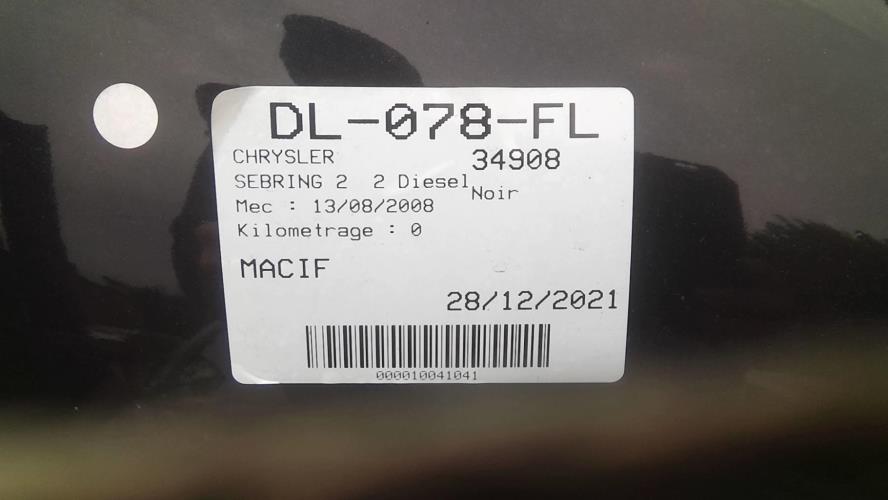 DL-078-FL
CHRYSLER 34908
SEBRING 2 2 Diesel Noir
Mec : 13/08/2008
Kilometrage : 0
MACIF
28/12/2021
000010041041